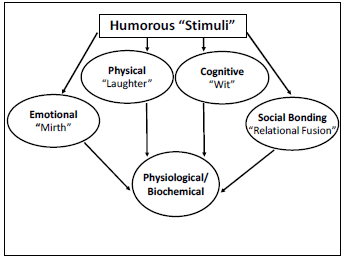 Humorous “Stimuli”
Physical
“Laughter”
Cognitive
“Wit”
Emotional
“Mirth”
Social Bonding
“Relational Fusion”
Physiological/
Biochemical